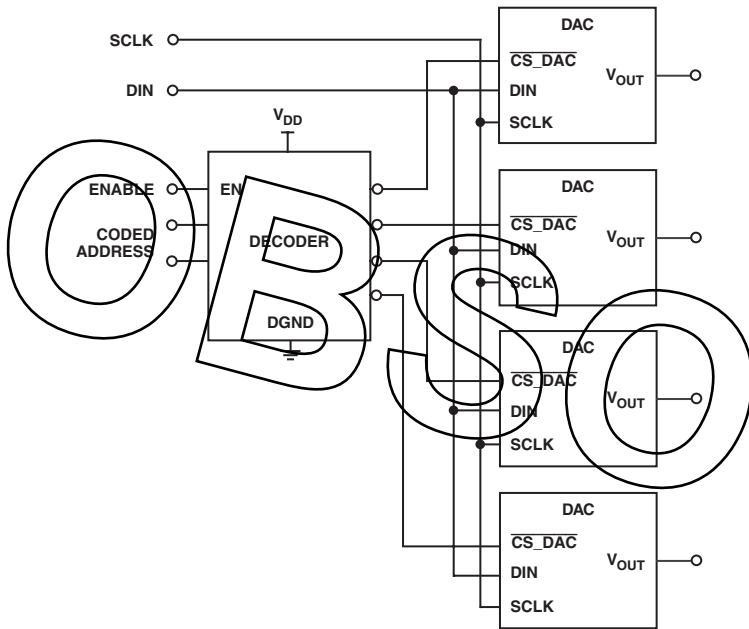 SCLK
DIN
V_DD
ENABLE
CODED
ADDRESS
EN
DECODER
DGND
DAC
CS_DAC
DIN
SCLK
V_OUT
DAC
CS_DAC
DIN
SCLK
V_OUT
DAC
CS_DAC
DIN
SCLK
V_OUT
DAC
CS_DAC
DIN
SCLK
V_OUT
OBSO